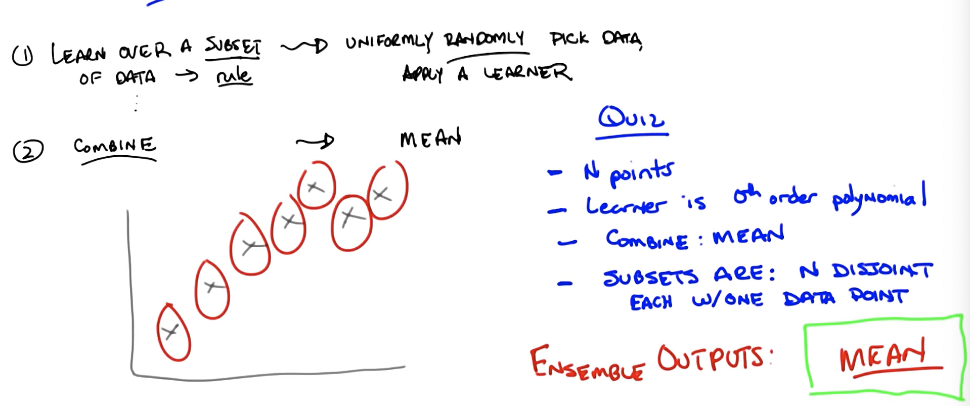 ① LEARN OVER A SUBSET ⟿ UNIFORMLY RANDOMLY PICK DATA,
OF DATA → rule APPLY A LEARNER
② COMBINE ⟿ MEAN
QUIZ
- N points
- Learner is 0th order polynomial
- COMBINE: MEAN
- SUBSETS ARE: N DISJOINT
EACH W/ONE DATA POINT
ENSEMBLE OUTPUTS: MEAN